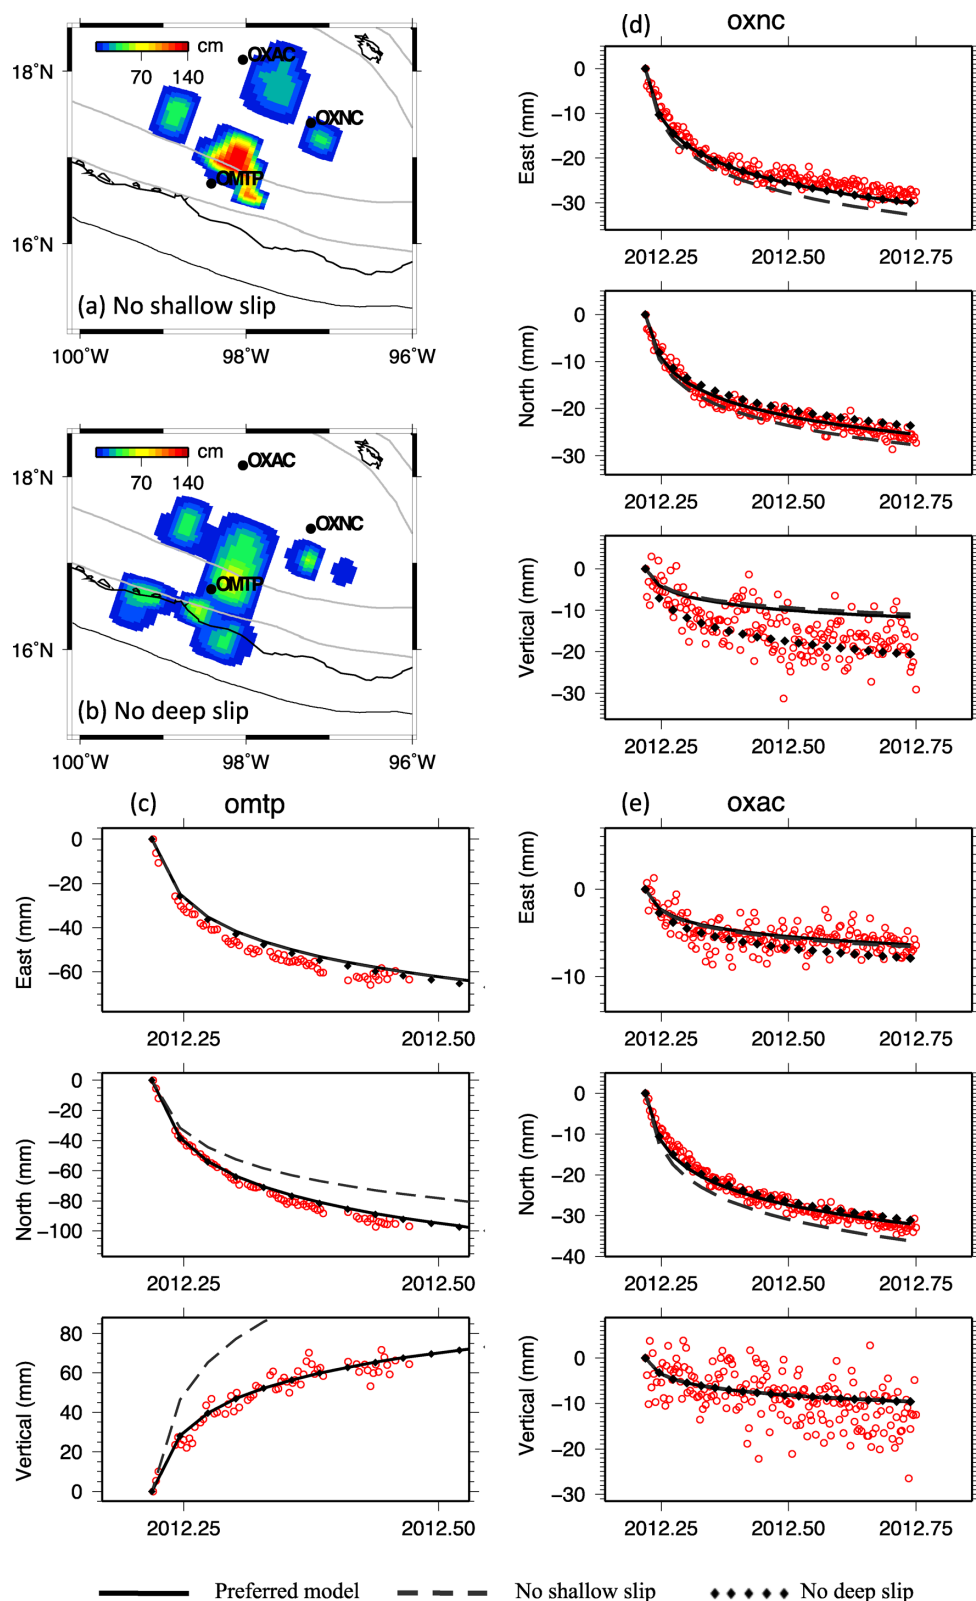 cm
70 140
OXAC
OXNC
OMTP
18°N
16°N
(a) No shallow slip
100°W 98°W 96°W
cm
70 140
OXAC
OXNC
OMTP
18°N
16°N
(b) No deep slip
100°W 98°W 96°W
(c) omtp
East (mm)
0
−20
−40
−60
2012.25 2012.50
North (mm)
0
−20
−40
−60
−80
−100
2012.25 2012.50
Vertical (mm)
80
60
40
20
0
2012.25 2012.50
(d) oxnc
East (mm)
0
−10
−20
−30
2012.25 2012.50 2012.75
North (mm)
0
−10
−20
−30
2012.25 2012.50 2012.75
Vertical (mm)
0
−10
−20
−30
2012.25 2012.50 2012.75
(e) oxac
East (mm)
0
−10
2012.25 2012.50 2012.75
North (mm)
0
−10
−20
−30
−40
2012.25 2012.50 2012.75
Vertical (mm)
0
−10
−20
−30
2012.25 2012.50 2012.75
Preferred model No shallow slip No deep slip